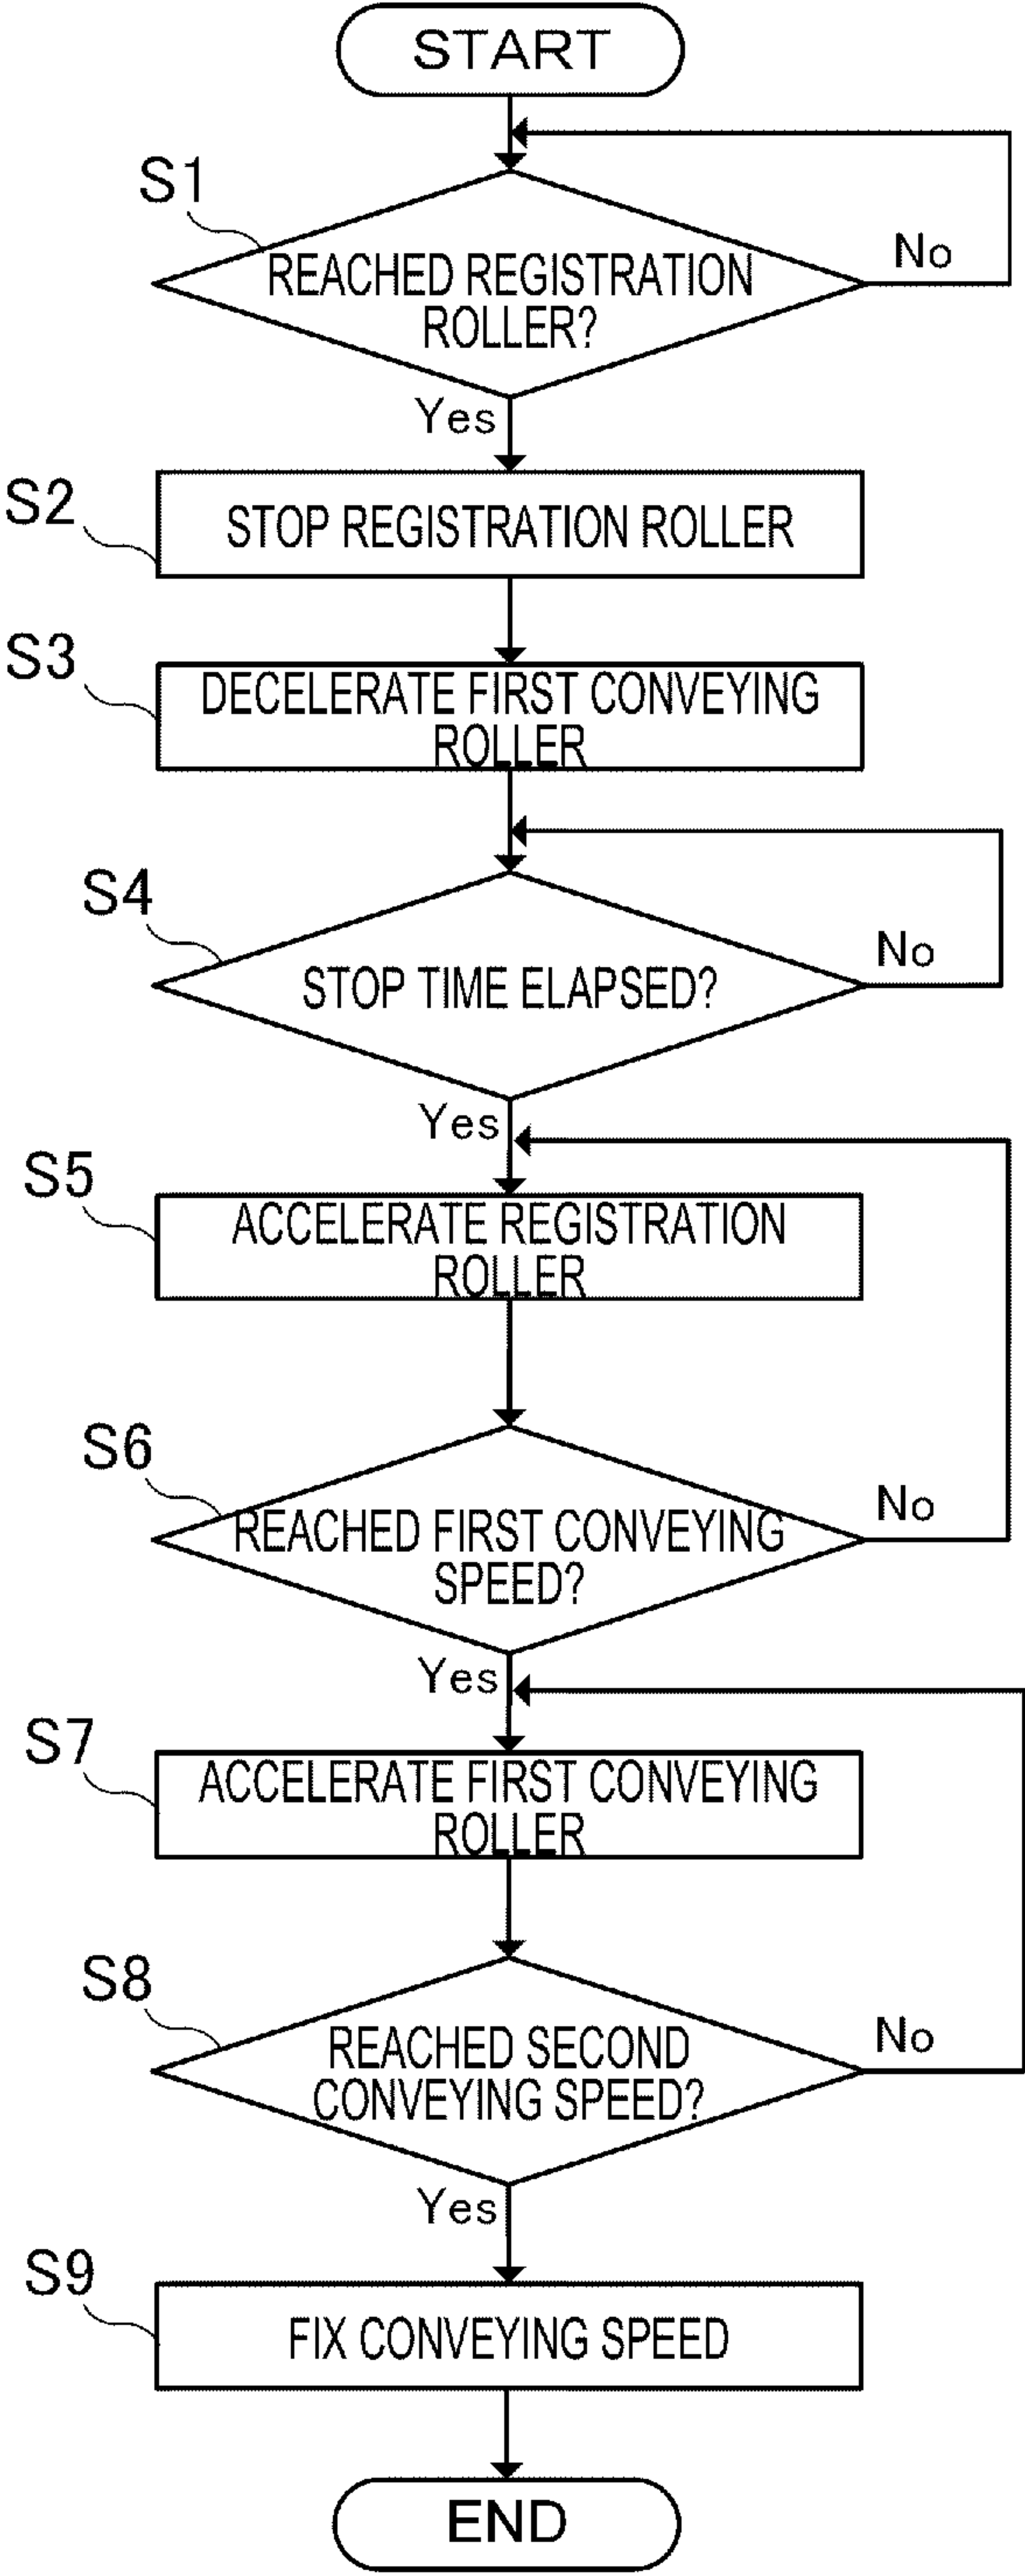 START
S1
REACHED REGISTRATION
ROLLER?
No
Yes
S2
STOP REGISTRATION ROLLER
S3
DECELERATE FIRST CONVEYING
ROLLER
S4
STOP TIME ELAPSED?
No
Yes
S5
ACCELERATE REGISTRATION
ROLLER
S6
REACHED FIRST CONVEYING
SPEED?
No
Yes
S7
ACCELERATE FIRST CONVEYING
ROLLER
S8
REACHED SECOND
CONVEYING SPEED?
No
Yes
S9
FIX CONVEYING SPEED
END